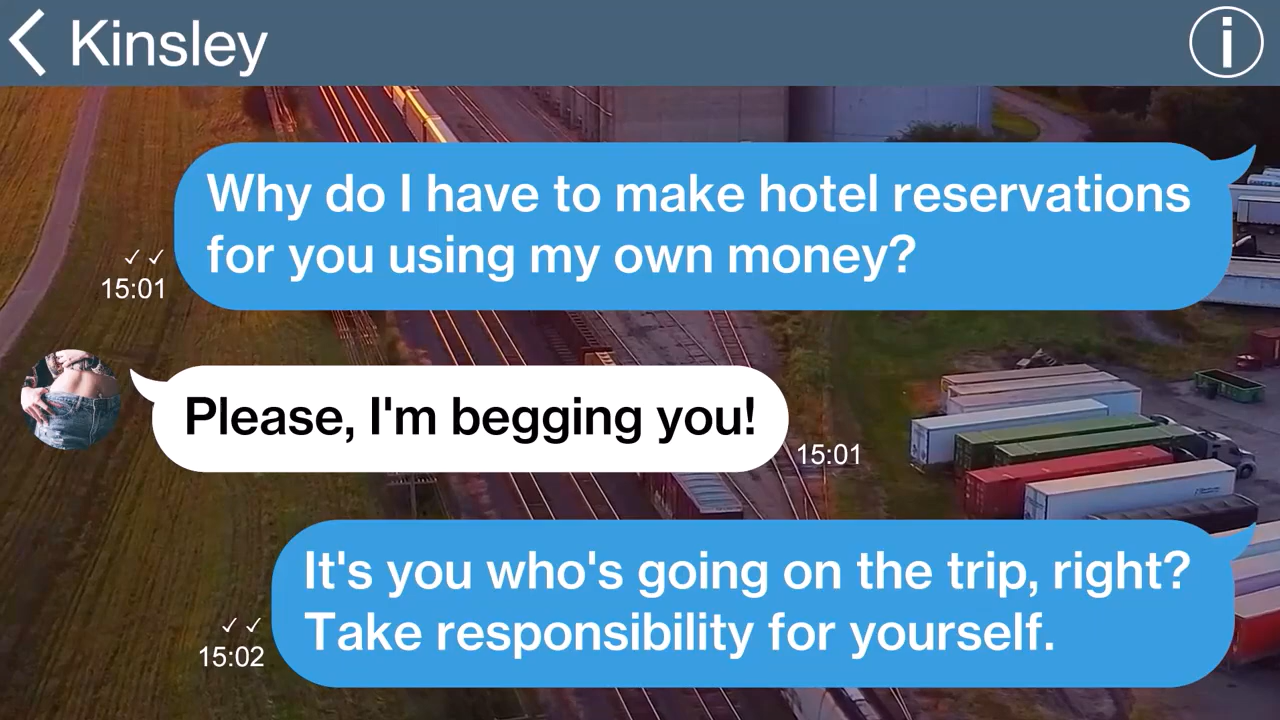 Kinsley
Why do I have to make hotel reservations
for you using my own money?
✓✓
15:01
Please, I'm begging you!
15:01
It's you who's going on the trip, right?
Take responsibility for yourself.
✓✓
15:02